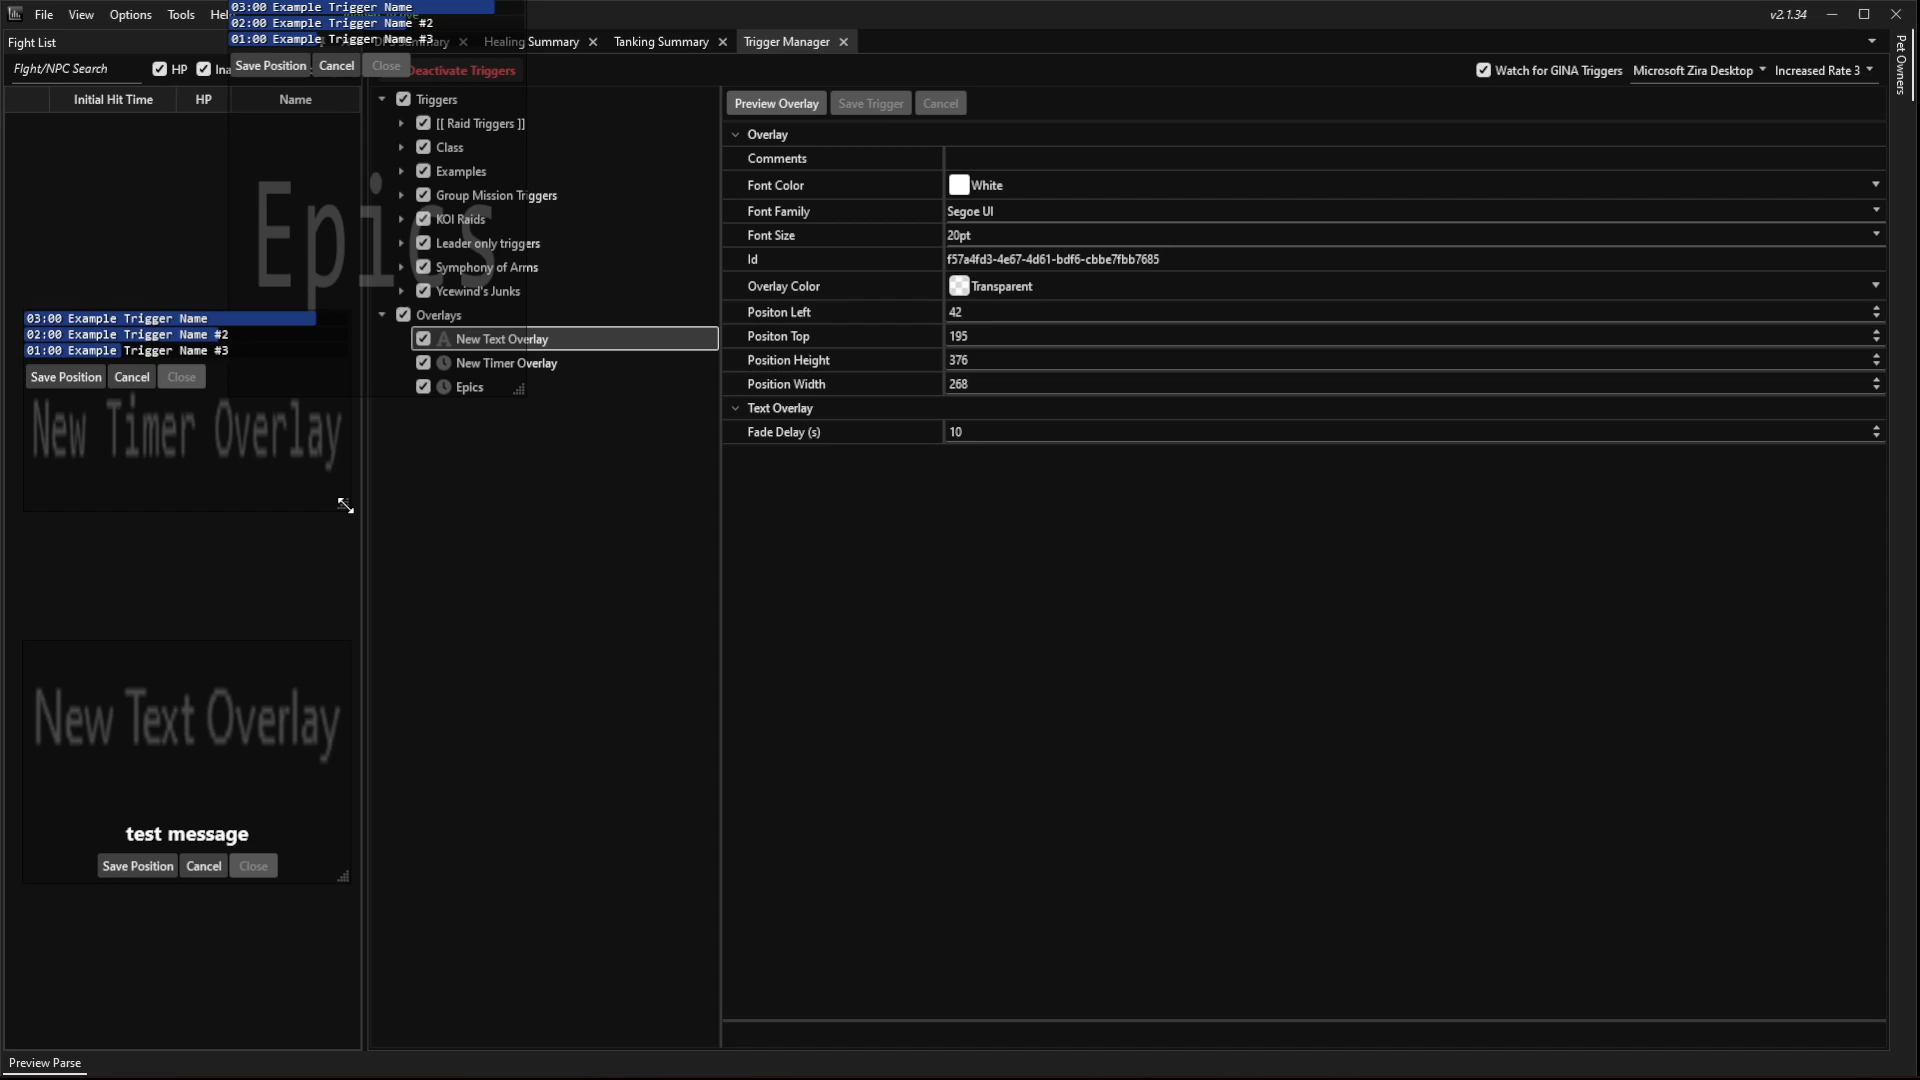 03:00 Example Trigger Name
File View Options Tools Hel
v2.1.34
02:00 Example Trigger Name #2
01:00 Example Trigger Name #3
Fight List
Summary
Healing Summary
Tanking Summary
Trigger Manager
Pet Owners
FIght/NPC Search
HP
Ina
Save Position Cancel Close
Deactivate Triggers
Watch for GINA Triggers
Microsoft Zira Desktop
Increased Rate 3
Initial Hit Time
HP
Name
Triggers
[[ Raid Triggers ]]
Class
Examples
Group Mission Triggers
KOI Raids
Leader only triggers
Symphony of Arms
Ycewind's Junks
Overlays
New Text Overlay
New Timer Overlay
Epics
Epics
Preview Overlay Save Trigger Cancel
Overlay
Comments
Font Color White
Font Family Segoe UI
Font Size 20pt
Id f57a4fd3-4e67-4d61-bdf6-cbbe7fbb7685
Overlay Color Transparent
Positon Left 42
Positon Top 195
Position Height 376
Position Width 268
Text Overlay
Fade Delay (s) 10
03:00 Example Trigger Name
02:00 Example Trigger Name #2
01:00 Example Trigger Name #3
Save Position Cancel Close
New Timer Overlay
New Text Overlay
test message
Save Position Cancel Close
Preview Parse